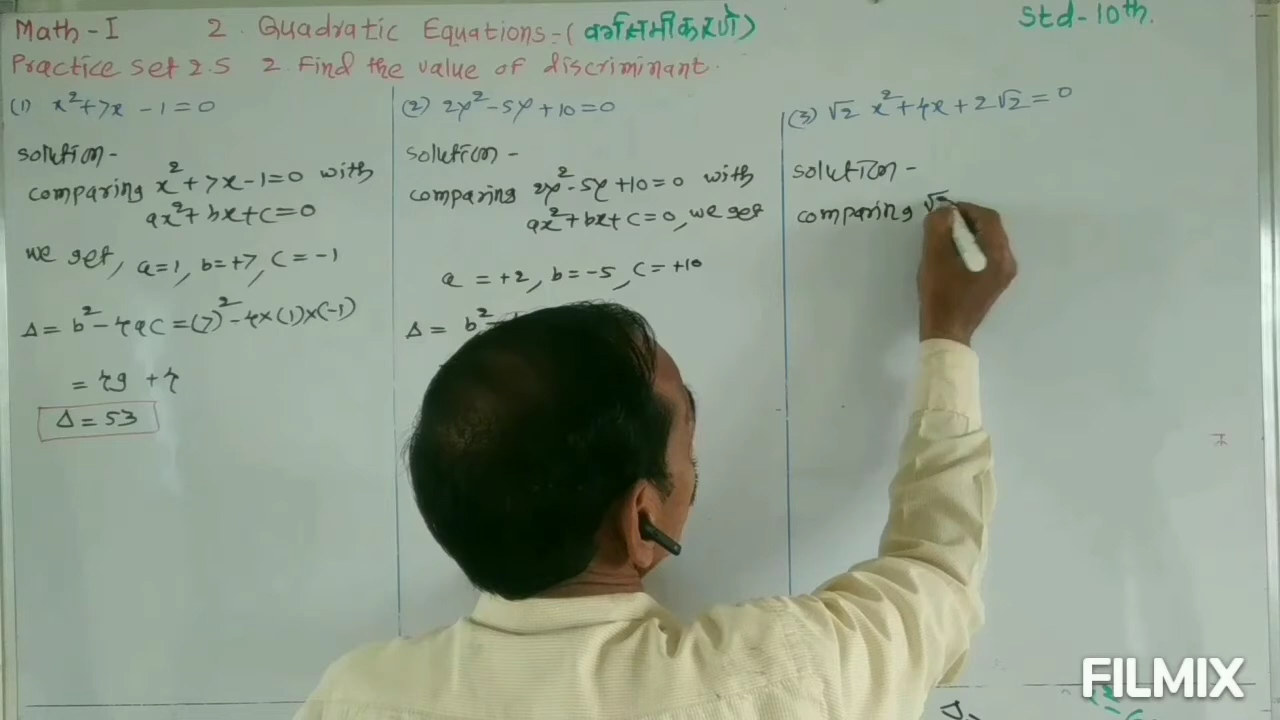 Math-I 2. Quadratic Equations-(वर्गसमीकरणे) Std-10th.
Practice set 2.5 2. Find the value of discriminant.
(1) x²+7x-1=0
solution-
comparing x²+7x-1=0 with
ax²+bx+c=0
we get, a=1, b=+7, c=-1
Δ= b²-4ac=(7)²-4×(1)×(-1)
= 49 +4
Δ=53
(2) 2y²-5y+10=0
solution-
comparing 2y²-5y+10=0 with
ax²+bx+c=0, we get
a=+2, b=-5, c=+10
Δ= b²-
(3) √2 x²+4x+2√2=0
solution-
comparing √2
FILMIX